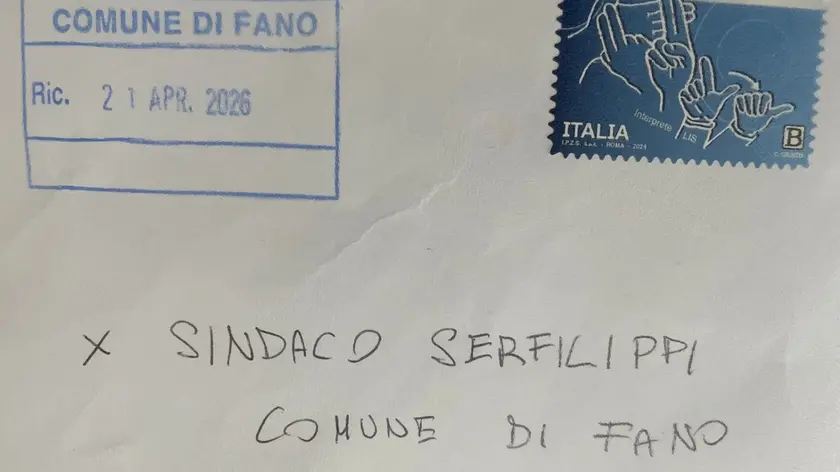 COMUNE DI FANO
Ric. 21 APR. 2026
Interprete LIS
ITALIA
B
I.P.Z.S. S.p.A. - ROMA - 2024
X SINDACO SERFILIPPI
COMUNE DI FANO